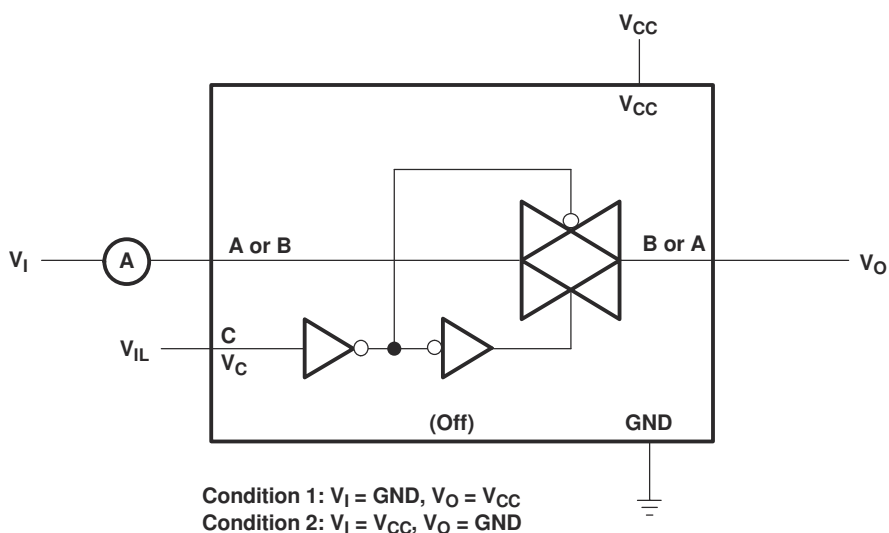 VCC
VCC
A or B
B or A
VI
A
VO
C
VIL
VC
(Off)
GND
Condition 1: VI = GND, VO = VCC
Condition 2: VI = VCC, VO = GND